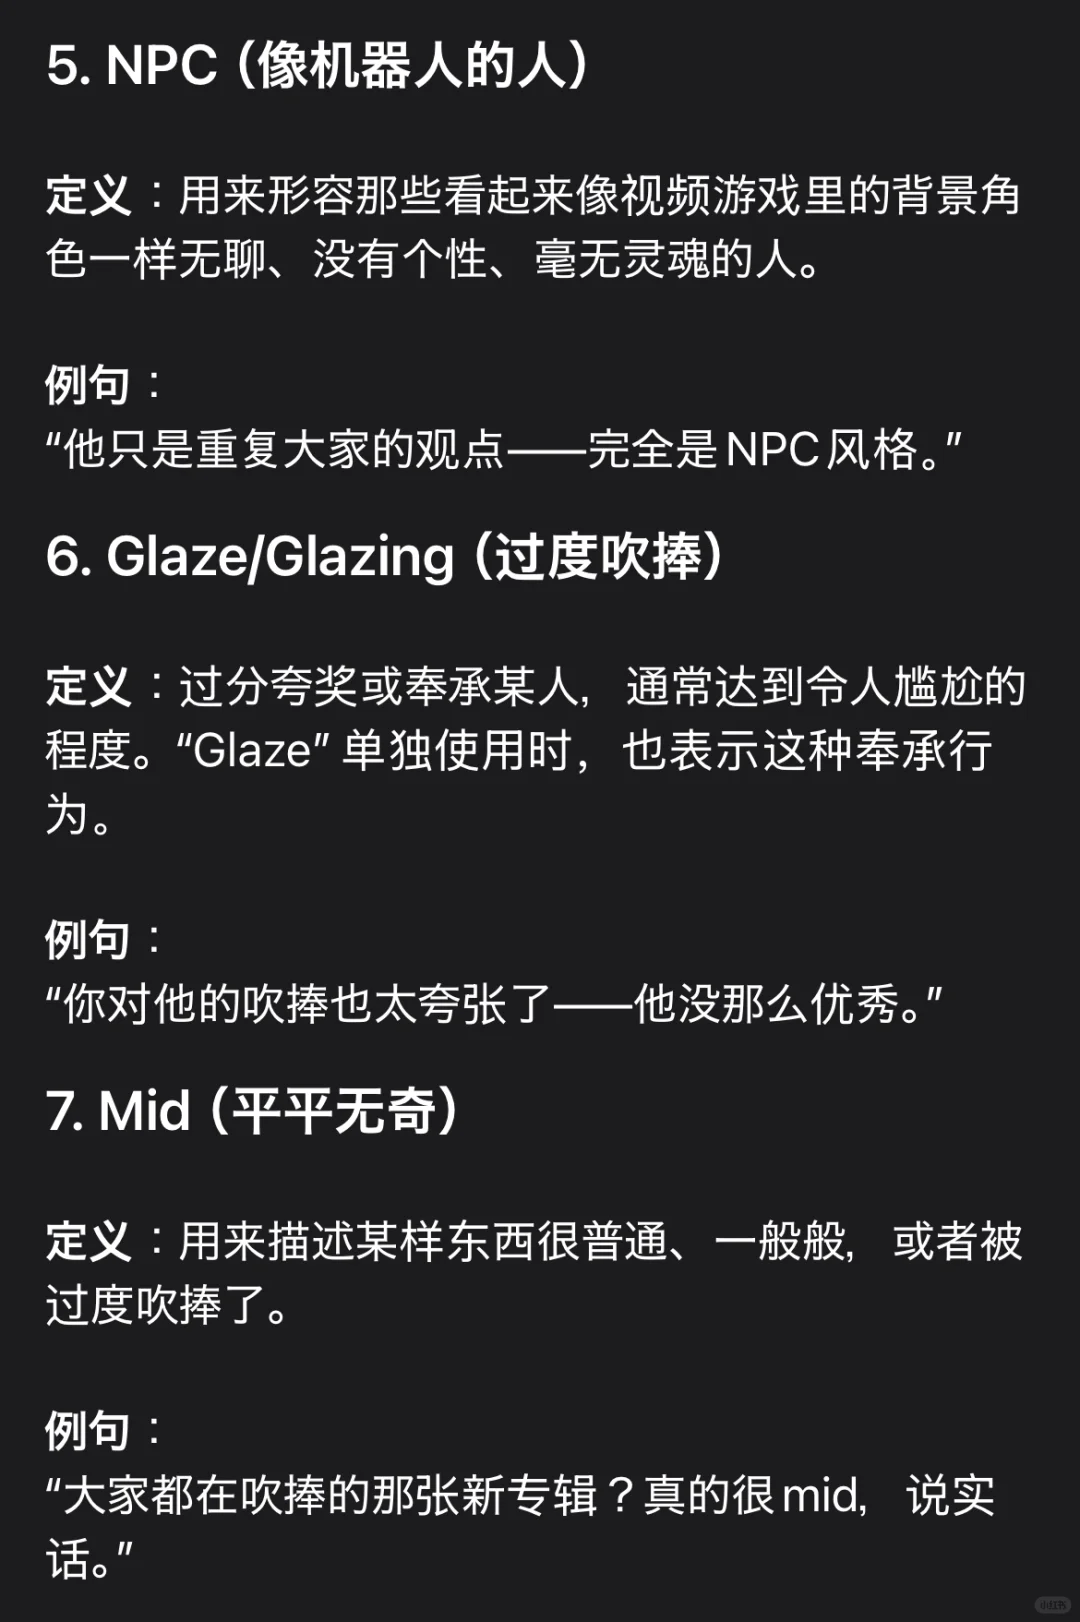 5. NPC（像机器人的人）
定义：用来形容那些看起来像视频游戏里的背景角
色一样无聊、没有个性、毫无灵魂的人。
例句：
“他只是重复大家的观点——完全是NPC风格。”
6. Glaze/Glazing（过度吹捧）
定义：过分夸奖或奉承某人，通常达到令人尴尬的
程度。“Glaze” 单独使用时，也表示这种奉承行
为。
例句：
“你对他的吹捧也太夸张了——他没那么优秀。”
7. Mid（平平无奇）
定义：用来描述某样东西很普通、一般般，或者被
过度吹捧了。
例句：
“大家都在吹捧的那张新专辑？真的很mid，说实
话。”
小红书